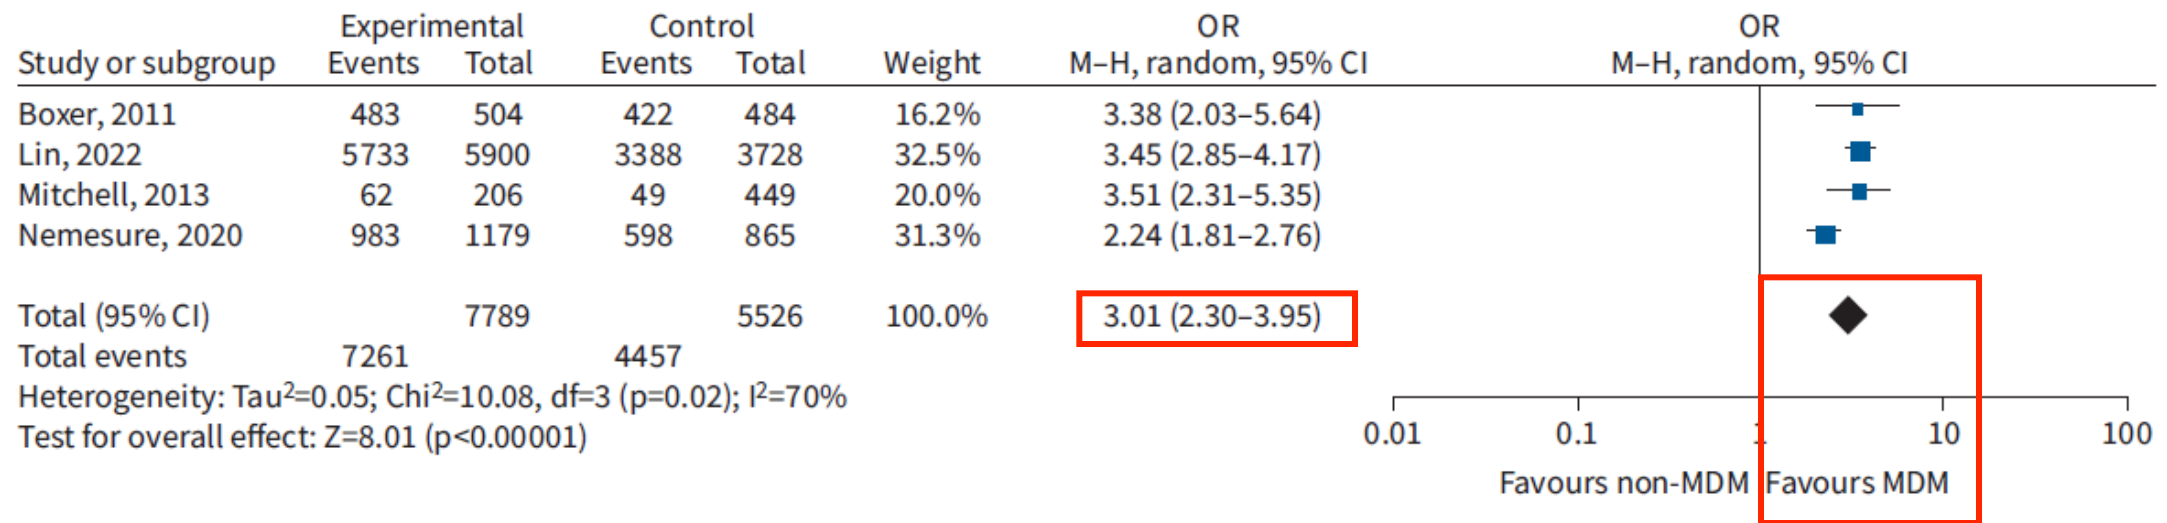 Experimental Control OR OR
Study or subgroup Events Total Events Total Weight M–H, random, 95% CI M–H, random, 95% CI
Boxer, 2011 483 504 422 484 16.2% 3.38 (2.03–5.64)
Lin, 2022 5733 5900 3388 3728 32.5% 3.45 (2.85–4.17)
Mitchell, 2013 62 206 49 449 20.0% 3.51 (2.31–5.35)
Nemesure, 2020 983 1179 598 865 31.3% 2.24 (1.81–2.76)
Total (95% CI) 7789 5526 100.0% 3.01 (2.30–3.95)
Total events 7261 4457
Heterogeneity: Tau²=0.05; Chi²=10.08, df=3 (p=0.02); I²=70%
Test for overall effect: Z=8.01 (p<0.00001)
0.01 0.1 1 10 100
Favours non-MDM Favours MDM